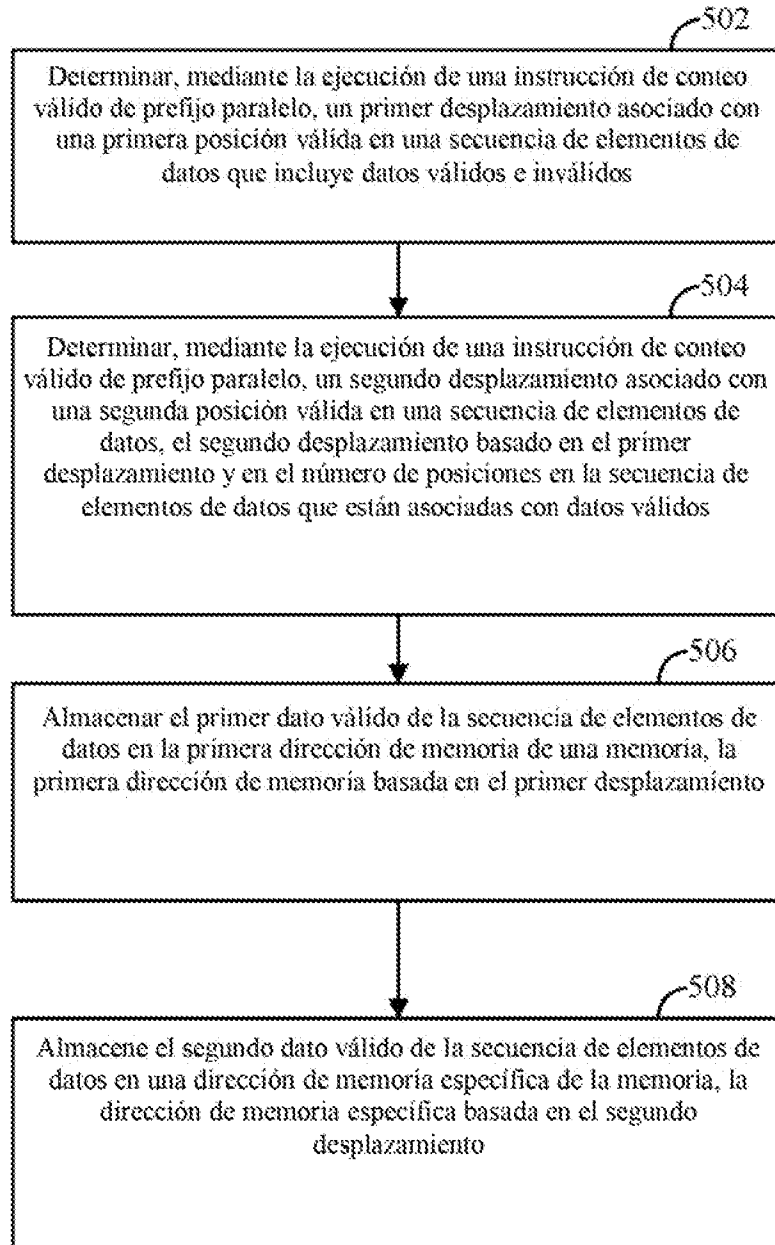 502
Determinar, mediante la ejecución de una instrucción de conteo
válido de prefijo paralelo, un primer desplazamiento asociado con
una primera posición válida en una secuencia de elementos de
datos que incluye datos válidos e inválidos
504
Determinar, mediante la ejecución de una instrucción de conteo
válido de prefijo paralelo, un segundo desplazamiento asociado con
una segunda posición válida en una secuencia de elementos de
datos, el segundo desplazamiento basado en el primer
desplazamiento y en el número de posiciones en la secuencia de
elementos de datos que están asociadas con datos válidos
506
Almacenar el primer dato válido de la secuencia de elementos de
datos en la primera dirección de memoria de una memoria, la
primera dirección de memoria basada en el primer desplazamiento
508
Almacene el segundo dato válido de la secuencia de elementos de
datos en una dirección de memoria específica de la memoria, la
dirección de memoria específica basada en el segundo
desplazamiento